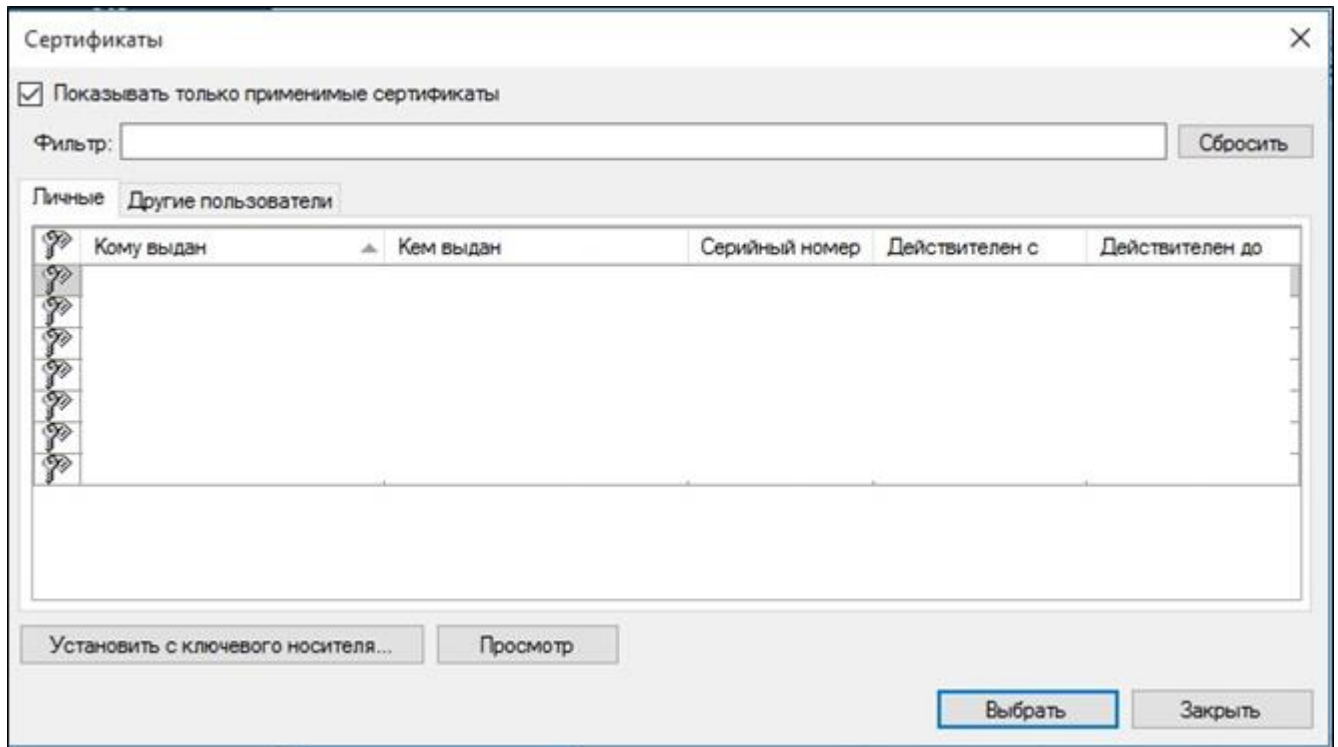 Сертификаты
Показывать только применимые сертификаты
Фильтр: Сбросить
Личные Другие пользователи
Кому выдан Кем выдан Серийный номер Действителен с Действителен до
Установить с ключевого носителя... Просмотр
Выбрать Закрыть